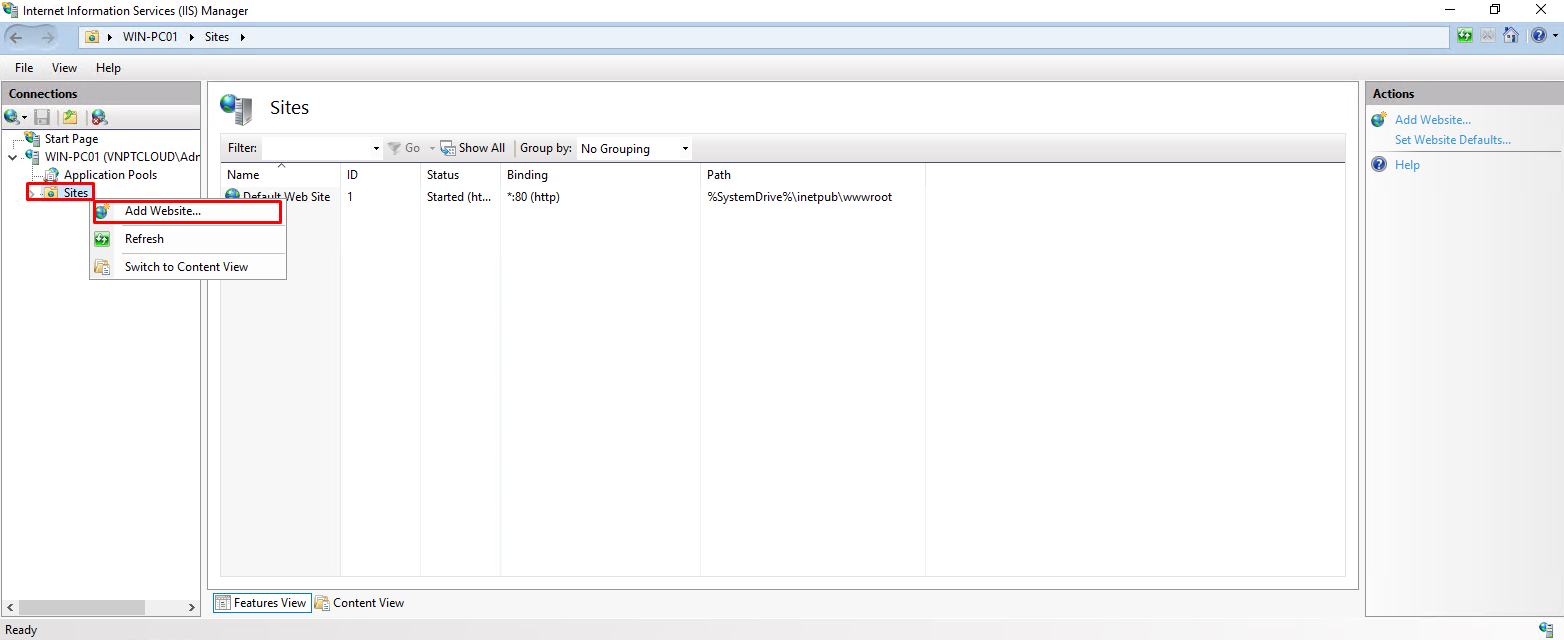 Internet Information Services (IIS) Manager
WIN-PC01 Sites
File View Help
Connections
Start Page
WIN-PC01 (VNPTCLOUD\Adr
Application Pools
Sites
Add Website...
Refresh
Switch to Content View
Sites
Filter: Go Show All Group by: No Grouping
Name ID Status Binding Path
Default Web Site 1 Started (ht... *:80 (http) %SystemDrive%\inetpub\wwwroot
Features View Content View
Actions
Add Website...
Set Website Defaults...
Help
Ready